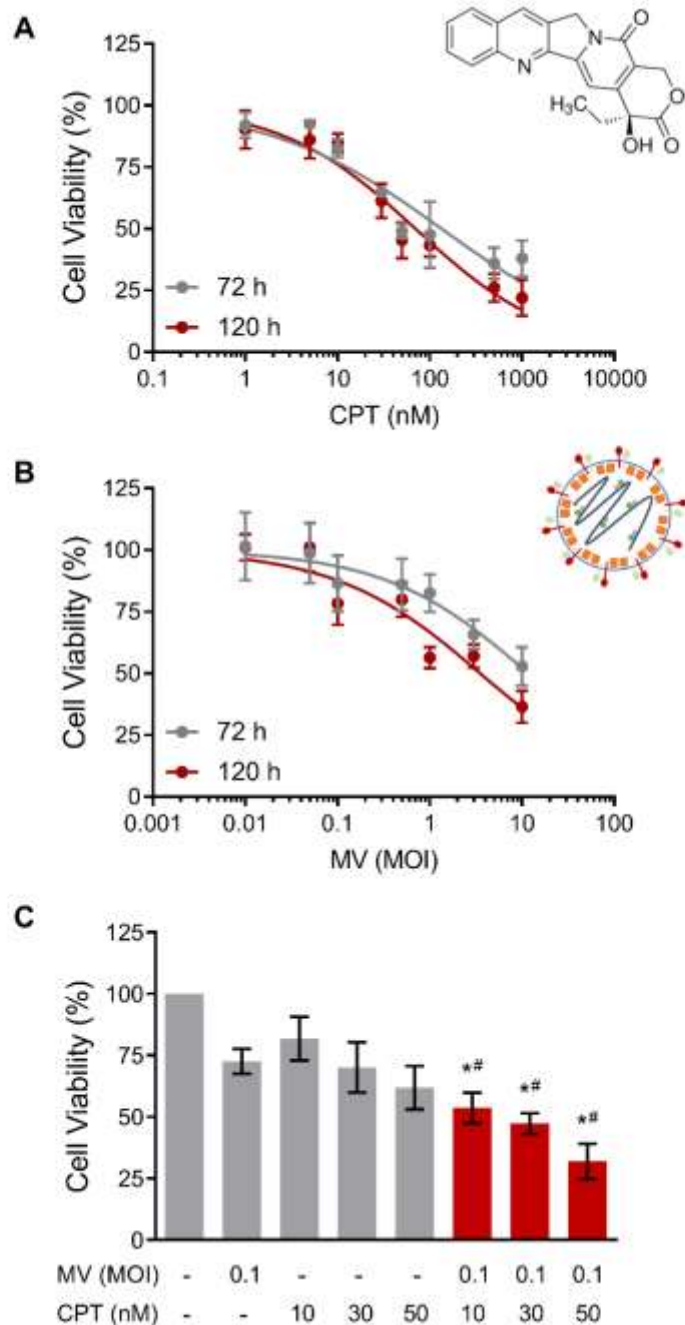 A
Cell Viability (%)
125
100
75
50
25
0
72 h
120 h
0.1 1 10 100 1000 10000
CPT (nM)
N
O
N
O
H₃C
OH
O
B
Cell Viability (%)
125
100
75
50
25
0
72 h
120 h
0.001 0.01 0.1 1 10 100
MV (MOI)
C
Cell Viability (%)
125
100
75
50
25
0
*# *# *#
MV (MOI) - 0.1 - - - 0.1 0.1 0.1
CPT (nM) - - 10 30 50 10 30 50